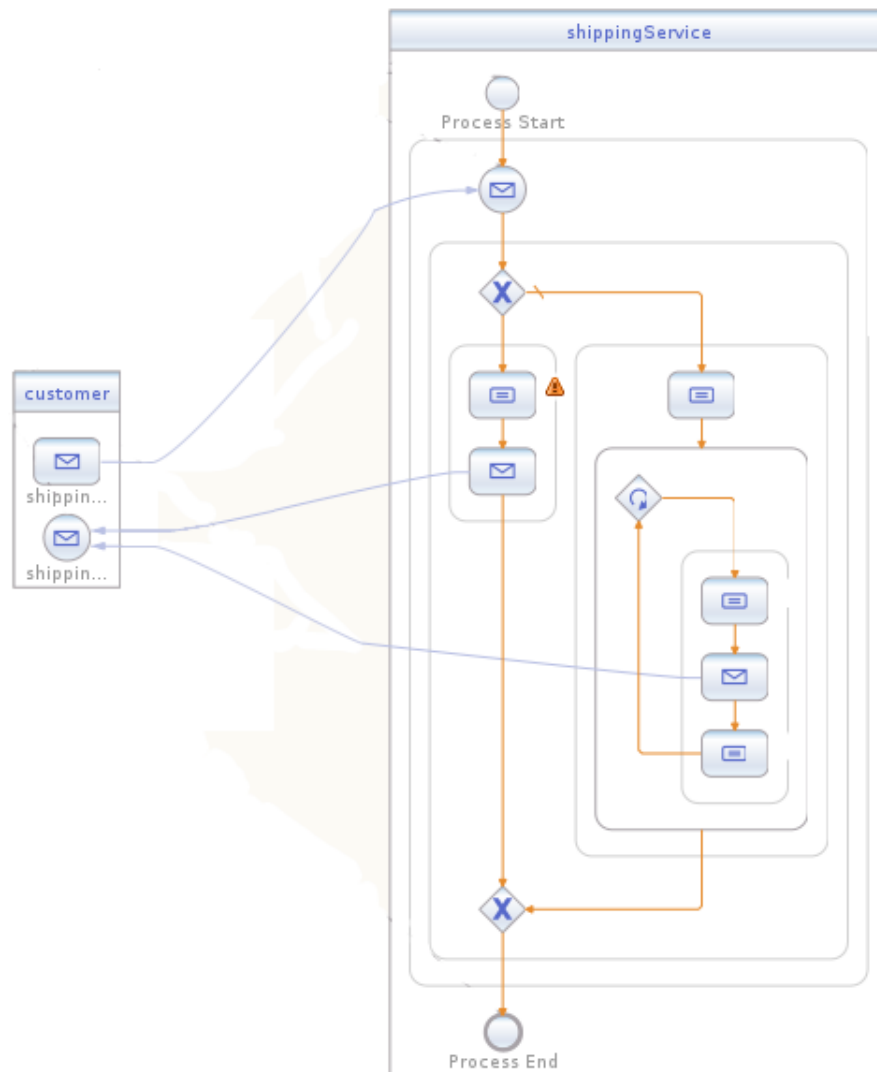 shippingService
Process Start
customer
shippin...
shippin...
Process End